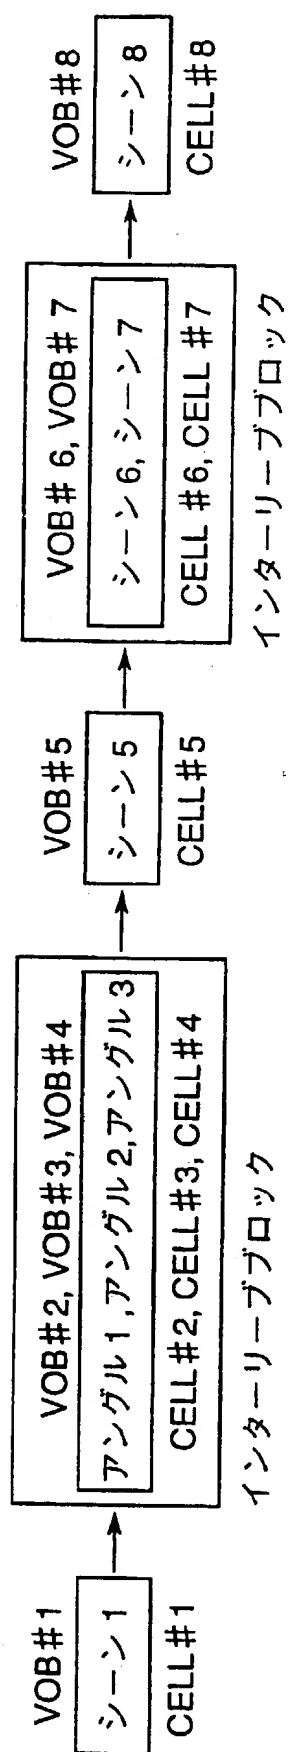 VOB#1
シーン1
CELL#1
VOB#2, VOB#3, VOB#4
アングル1,アングル2,アングル3
CELL#2, CELL#3, CELL#4
インターリーブブロック
VOB#5
シーン5
CELL#5
VOB# 6, VOB# 7
シーン6, シーン7
CELL #6, CELL #7
インターリーブブロック
VOB#8
シーン8
CELL#8